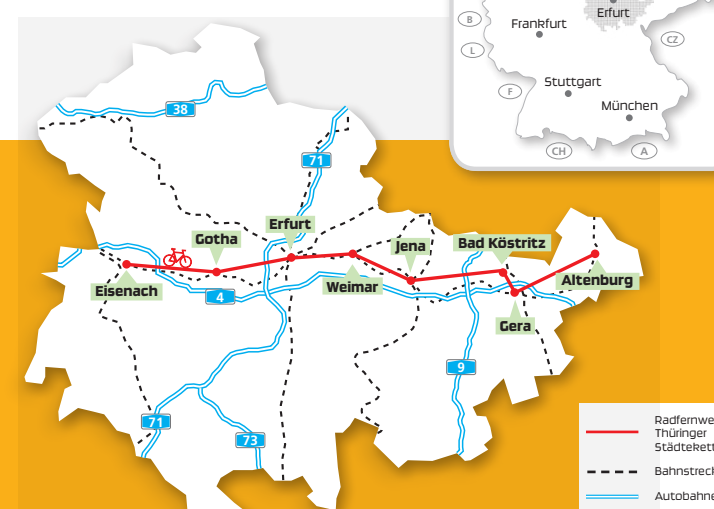 Erfurt
B
Frankfurt
CZ
L
Stuttgart
F
München
CH
A
38
71
Erfurt
Gotha
Jena
Bad Köstritz
Eisenach
4
Weimar
Altenburg
Gera
9
71
73
Radfernwe
Thüringer
Städtekett
Bahnstreck
Autobahne